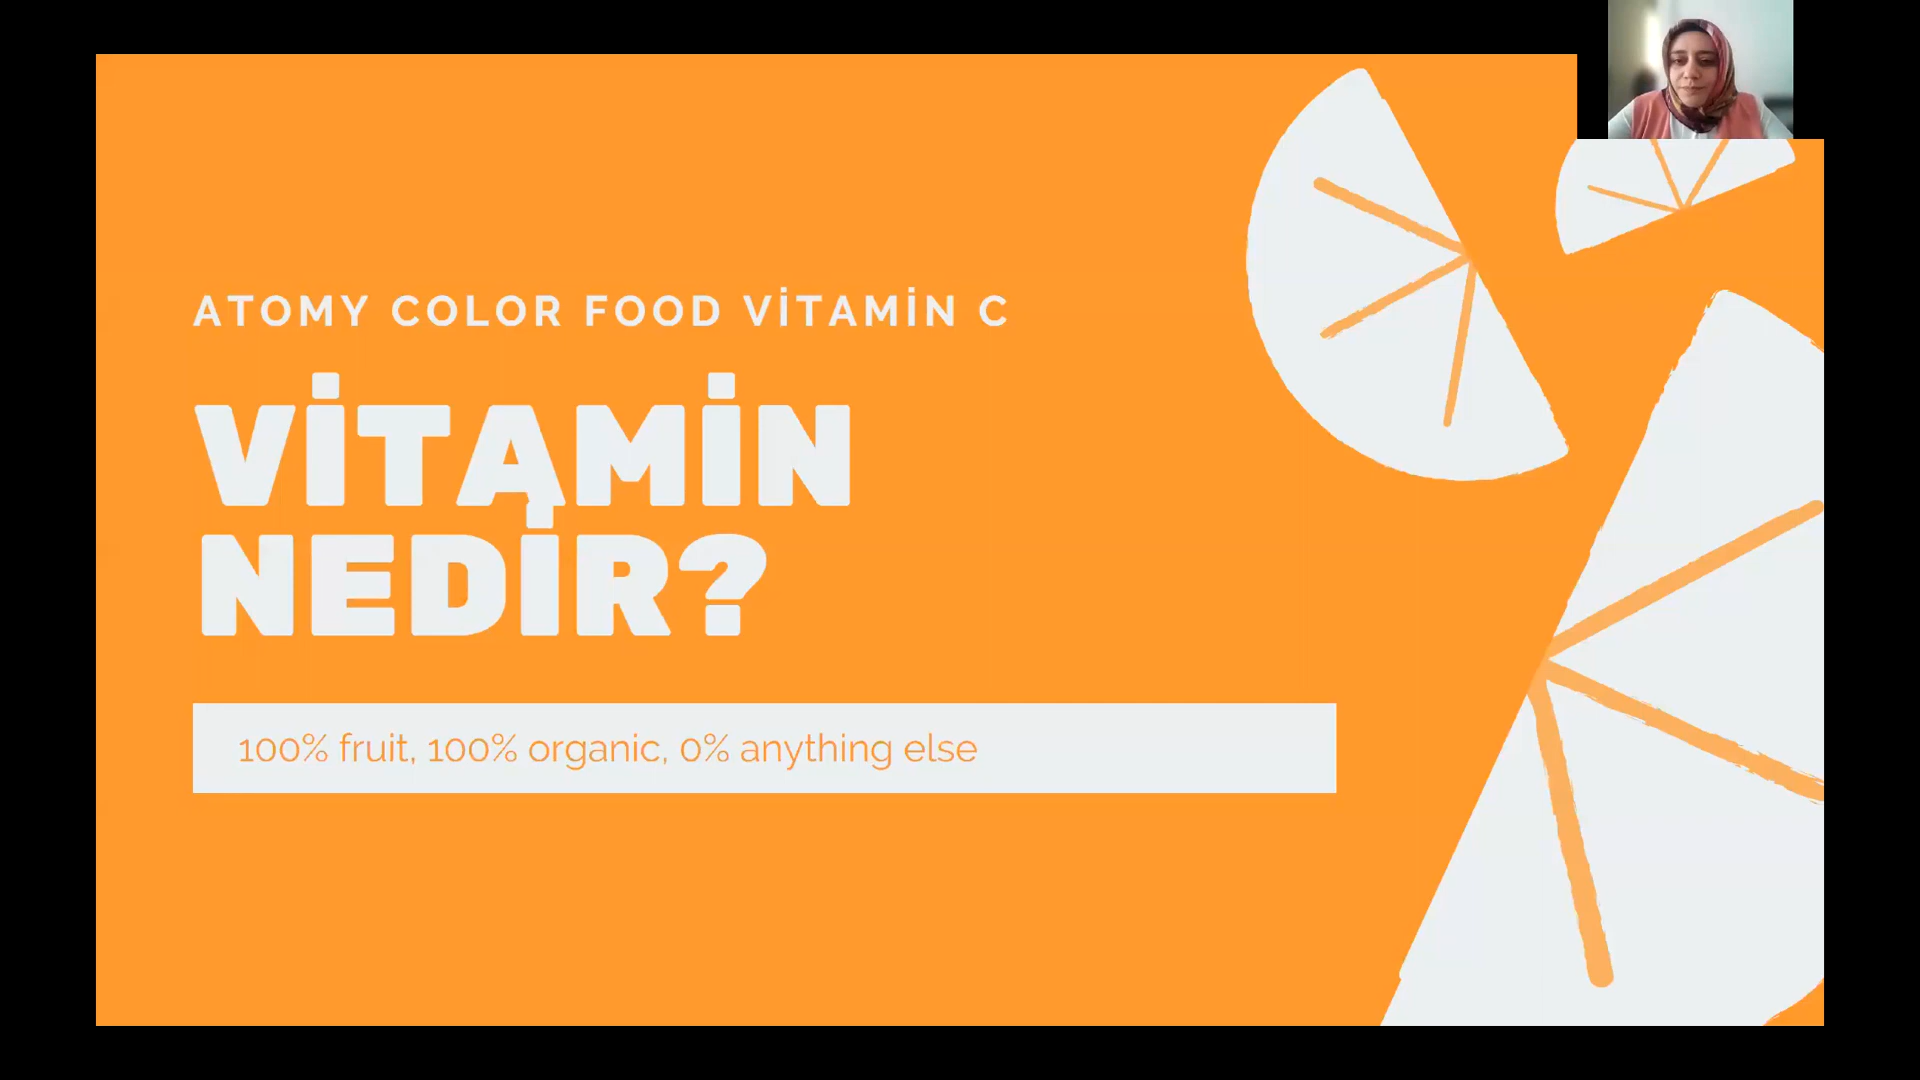 ATOMY COLOR FOOD VİTAMİN C
VİTAMİN
NEDİR?
100% fruit, 100% organic, 0% anything else